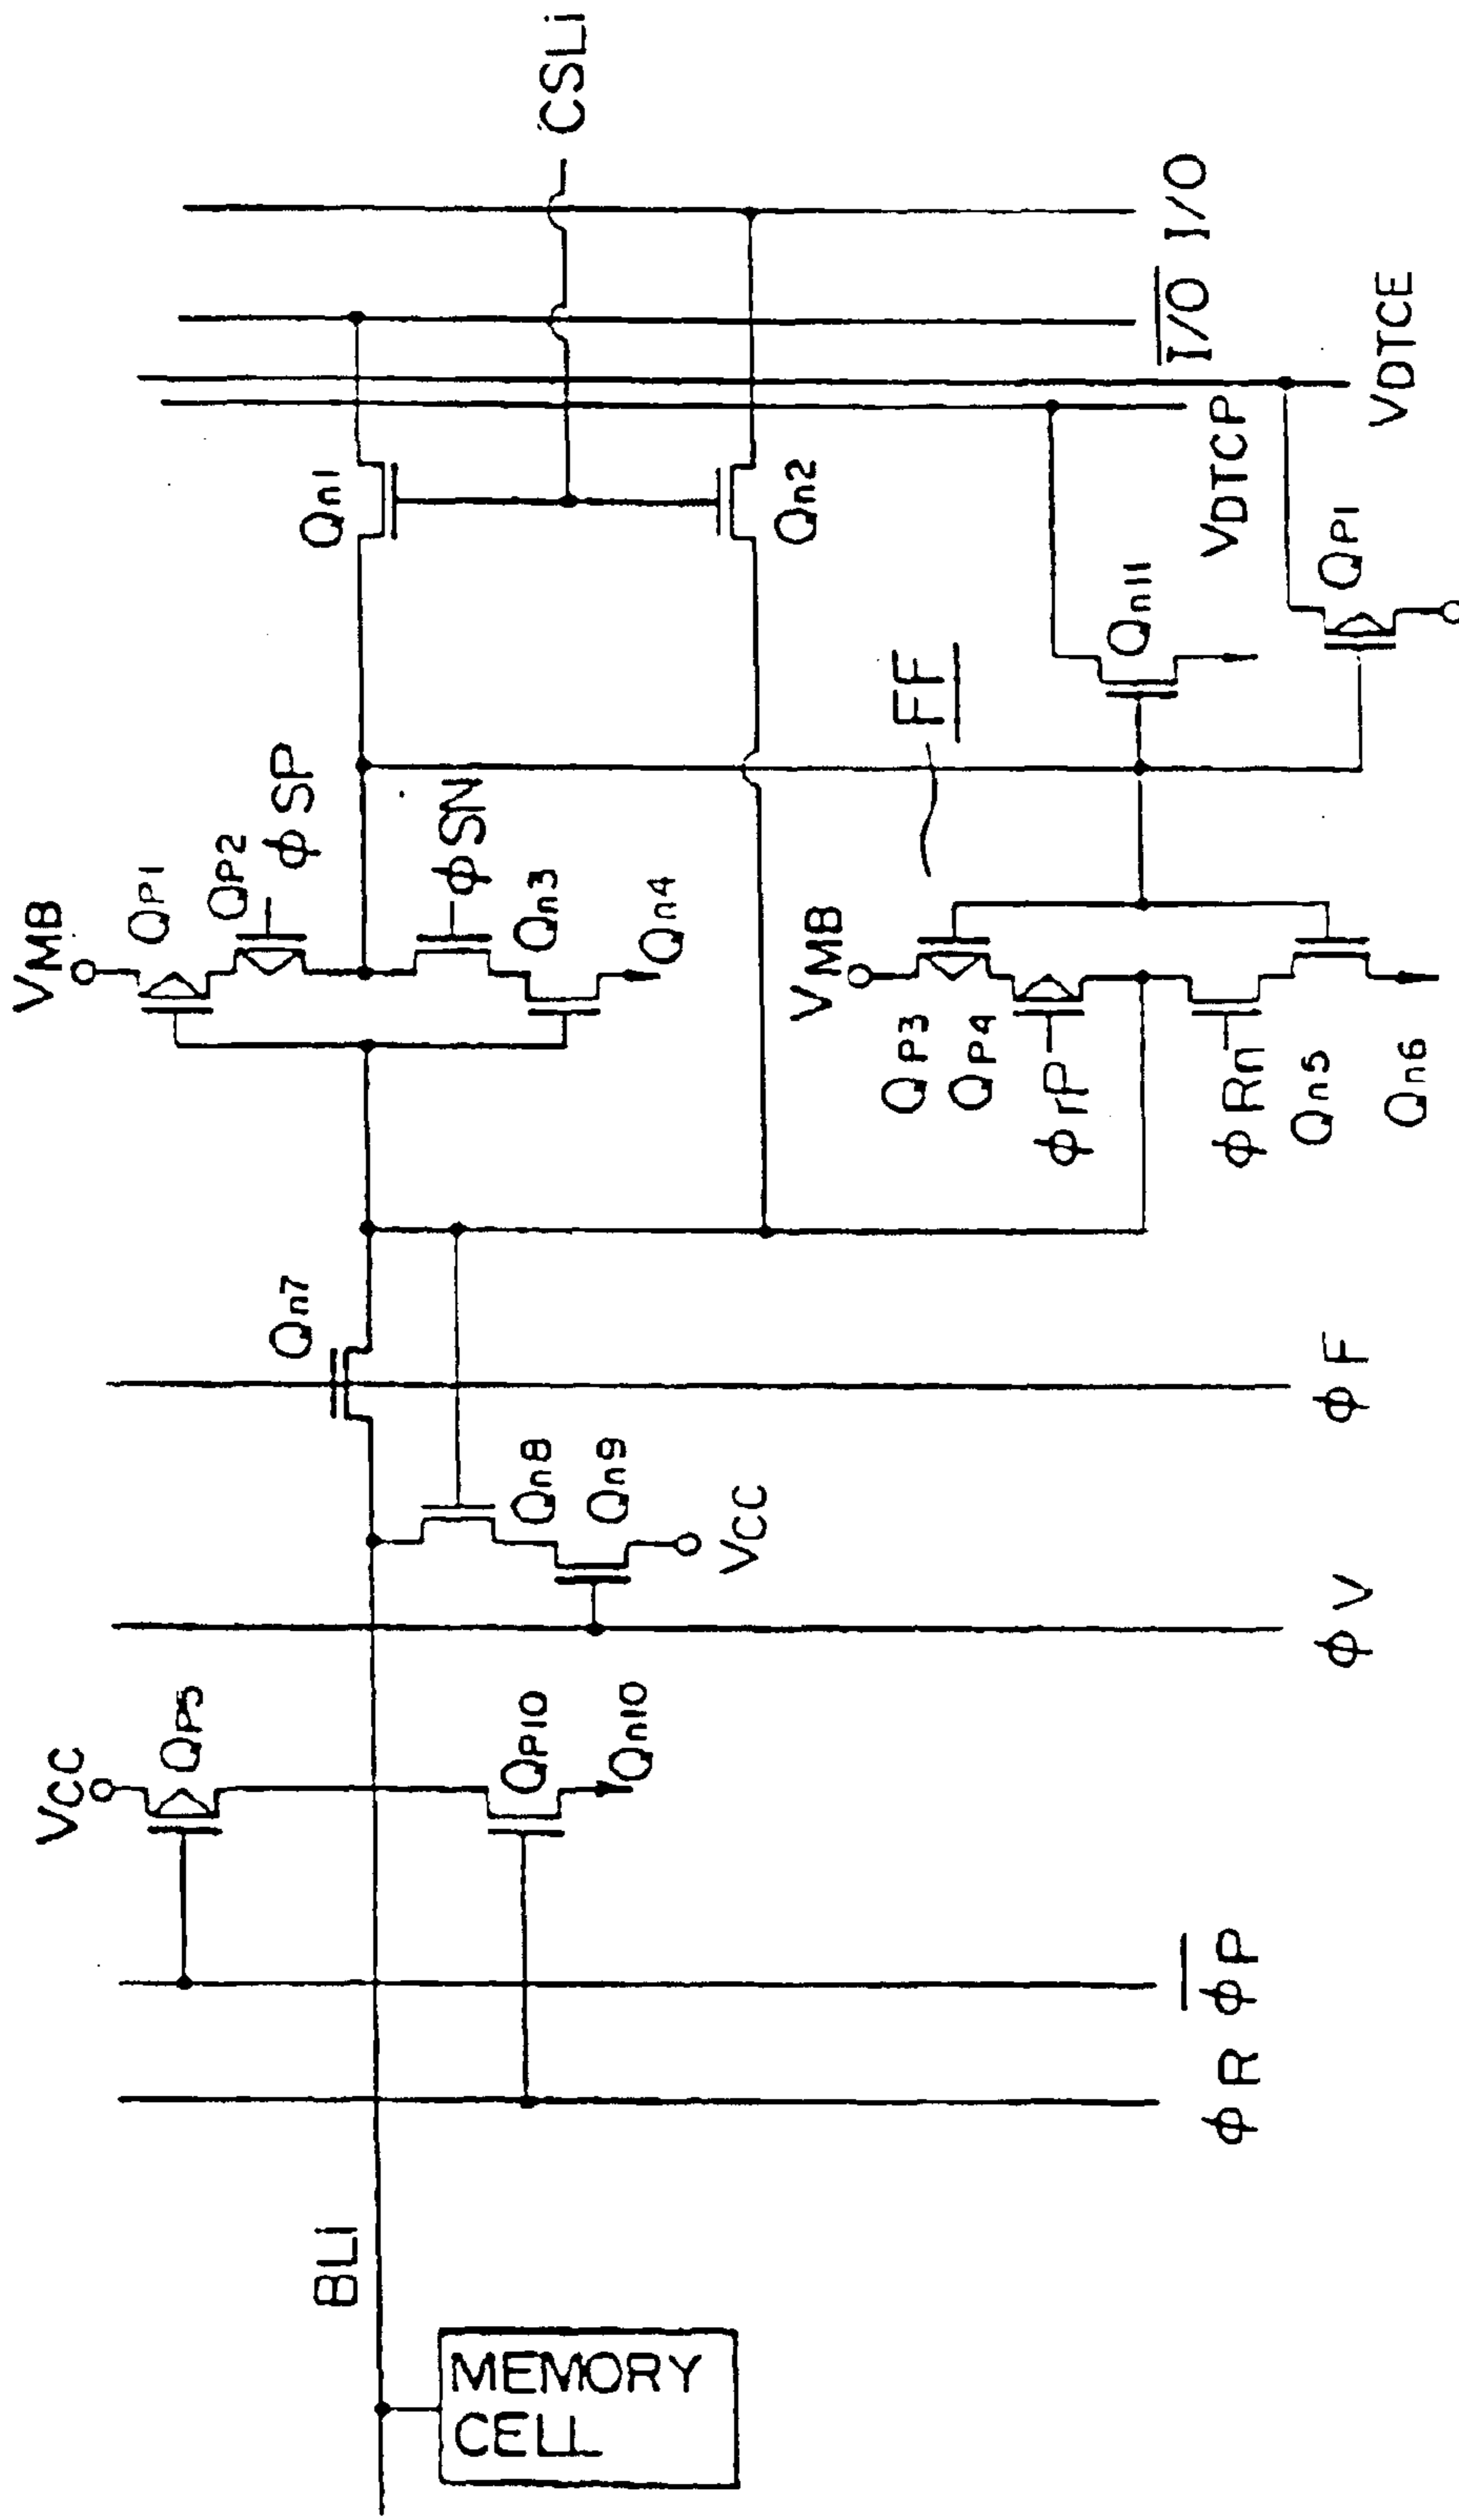 MEMORY
CELL
BLi
φR
φP
VCC
QP5
QP10
Qn10
φV
Qn8
Qn9
VCC
φF
Qn7
VMB
QP1
QP2
φSP
φSN
Qn3
Qn4
VMB
QP3
QP4
φrP
φRn
Qn5
Qn6
FF
Qn1
Qn2
Qn11
QP1
VDTCP
VDTCE
I/O
I/O
CSLi